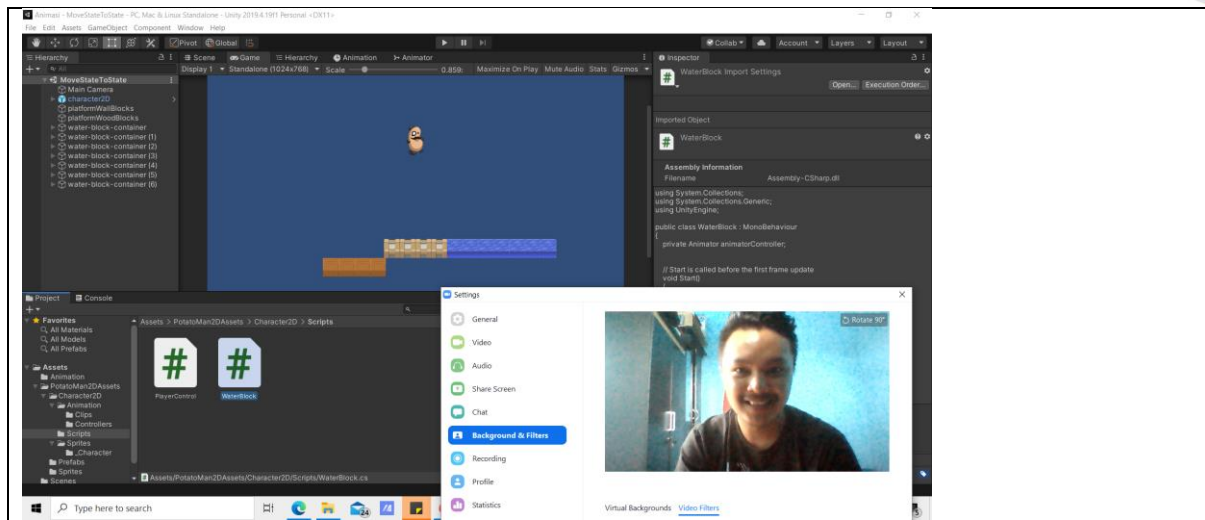 Animasi - MoveStateToState - PC, Mac & Linux Standalone - Unity 2019.4.19f1 Personal <DX11>
File Edit Assets GameObject Component Window Help
Pivot Global Collab Account Layers Layout
Hierarchy
All
MoveStateToState
Main Camera
character2D
platformWallBlocks
platformWoodBlocks
water-block-container
water-block-container (1)
water-block-container (2)
water-block-container (3)
water-block-container (4)
water-block-container (5)
water-block-container (6)
Scene Game Hierarchy Animation Animator
Display 1 Standalone (1024x768) Scale 0.859: Maximize On Play Mute Audio Stats Gizmos
Inspector
WaterBlock Import Settings
Open... Execution Order...
Imported Object
WaterBlock
Assembly Information
Filename Assembly-CSharp.dll
using System.Collections;
using System.Collections.Generic;
using UnityEngine;
public class WaterBlock : MonoBehaviour
{
private Animator animatorController;
// Start is called before the first frame update
void Start()
{
Project Console
Favorites
All Materials
All Models
All Prefabs
Assets
Animation
PotatoMan2DAssets
Character2D
Animation
Clips
Controllers
Scripts
Sprites
_Character
Prefabs
Sprites
Scenes
Assets > PotatoMan2DAssets > Character2D > Scripts
# #
PlayerControl WaterBlock
Assets/PotatoMan2DAssets/Character2D/Scripts/WaterBlock.cs
Settings
General
Video
Audio
Share Screen
Chat
Background & Filters
Recording
Profile
Statistics
Rotate 90°
Virtual Backgrounds Video Filters
Type here to search
24